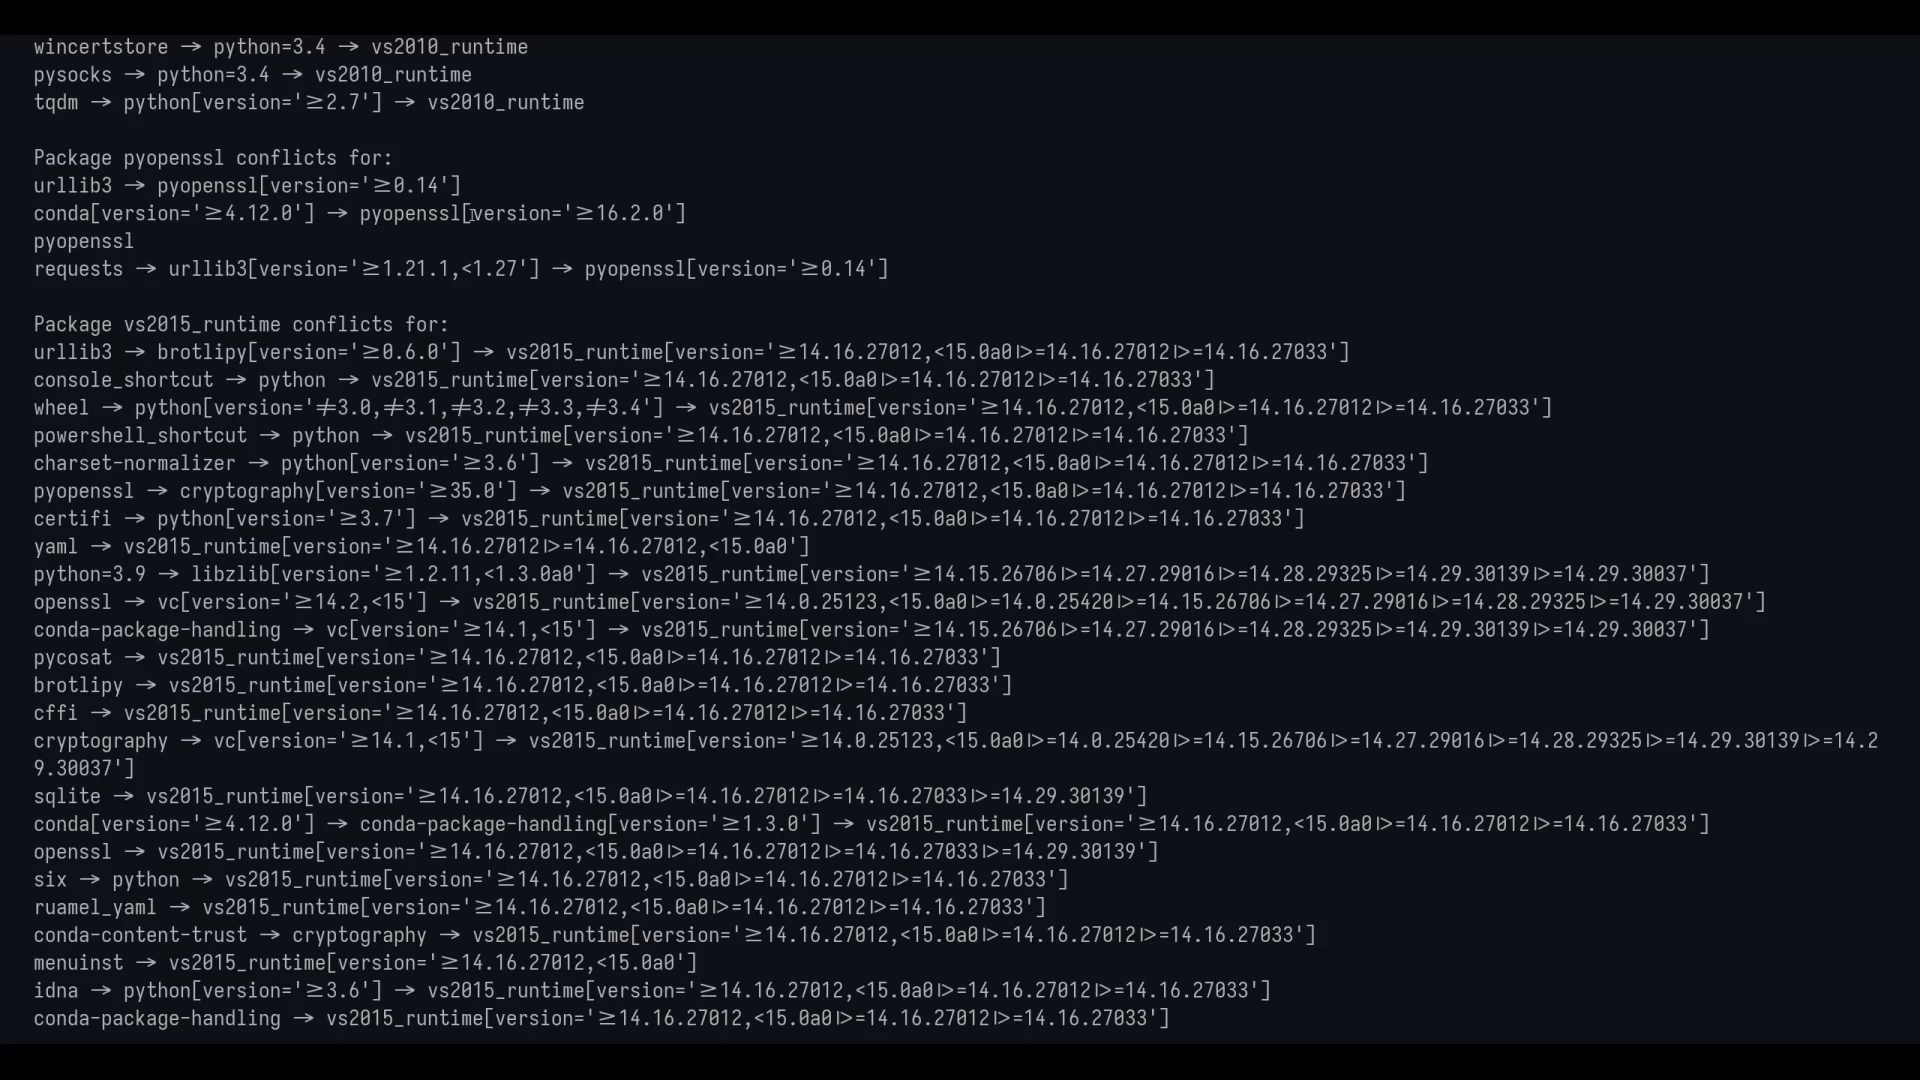 wincertstore → python=3.4 → vs2010_runtime
pysocks → python=3.4 → vs2010_runtime
tqdm → python[version='≥2.7'] → vs2010_runtime
Package pyopenssl conflicts for:
urllib3 → pyopenssl[version='≥0.14']
conda[version='≥4.12.0'] → pyopenssl[version='≥16.2.0']
pyopenssl
requests → urllib3[version='≥1.21.1,<1.27'] → pyopenssl[version='≥0.14']
Package vs2015_runtime conflicts for:
urllib3 → brotlipy[version='≥0.6.0'] → vs2015_runtime[version='≥14.16.27012,<15.0a0|>=14.16.27012|>=14.16.27033']
console_shortcut → python → vs2015_runtime[version='≥14.16.27012,<15.0a0|>=14.16.27012|>=14.16.27033']
wheel → python[version='≠3.0,≠3.1,≠3.2,≠3.3,≠3.4'] → vs2015_runtime[version='≥14.16.27012,<15.0a0|>=14.16.27012|>=14.16.27033']
powershell_shortcut → python → vs2015_runtime[version='≥14.16.27012,<15.0a0|>=14.16.27012|>=14.16.27033']
charset-normalizer → python[version='≥3.6'] → vs2015_runtime[version='≥14.16.27012,<15.0a0|>=14.16.27012|>=14.16.27033']
pyopenssl → cryptography[version='≥35.0'] → vs2015_runtime[version='≥14.16.27012,<15.0a0|>=14.16.27012|>=14.16.27033']
certifi → python[version='≥3.7'] → vs2015_runtime[version='≥14.16.27012,<15.0a0|>=14.16.27012|>=14.16.27033']
yaml → vs2015_runtime[version='≥14.16.27012|>=14.16.27012,<15.0a0']
python=3.9 → libzlib[version='≥1.2.11,<1.3.0a0'] → vs2015_runtime[version='≥14.15.26706|>=14.27.29016|>=14.28.29325|>=14.29.30139|>=14.29.30037']
openssl → vc[version='≥14.2,<15'] → vs2015_runtime[version='≥14.0.25123,<15.0a0|>=14.0.25420|>=14.15.26706|>=14.27.29016|>=14.28.29325|>=14.29.30037']
conda-package-handling → vc[version='≥14.1,<15'] → vs2015_runtime[version='≥14.15.26706|>=14.27.29016|>=14.28.29325|>=14.29.30139|>=14.29.30037']
pycosat → vs2015_runtime[version='≥14.16.27012,<15.0a0|>=14.16.27012|>=14.16.27033']
brotlipy → vs2015_runtime[version='≥14.16.27012,<15.0a0|>=14.16.27012|>=14.16.27033']
cffi → vs2015_runtime[version='≥14.16.27012,<15.0a0|>=14.16.27012|>=14.16.27033']
cryptography → vc[version='≥14.1,<15'] → vs2015_runtime[version='≥14.0.25123,<15.0a0|>=14.0.25420|>=14.15.26706|>=14.27.29016|>=14.28.29325|>=14.29.30139|>=14.2
9.30037']
sqlite → vs2015_runtime[version='≥14.16.27012,<15.0a0|>=14.16.27012|>=14.16.27033|>=14.29.30139']
conda[version='≥4.12.0'] → conda-package-handling[version='≥1.3.0'] → vs2015_runtime[version='≥14.16.27012,<15.0a0|>=14.16.27012|>=14.16.27033']
openssl → vs2015_runtime[version='≥14.16.27012,<15.0a0|>=14.16.27012|>=14.16.27033|>=14.29.30139']
six → python → vs2015_runtime[version='≥14.16.27012,<15.0a0|>=14.16.27012|>=14.16.27033']
ruamel_yaml → vs2015_runtime[version='≥14.16.27012,<15.0a0|>=14.16.27012|>=14.16.27033']
conda-content-trust → cryptography → vs2015_runtime[version='≥14.16.27012,<15.0a0|>=14.16.27012|>=14.16.27033']
menuinst → vs2015_runtime[version='≥14.16.27012,<15.0a0']
idna → python[version='≥3.6'] → vs2015_runtime[version='≥14.16.27012,<15.0a0|>=14.16.27012|>=14.16.27033']
conda-package-handling → vs2015_runtime[version='≥14.16.27012,<15.0a0|>=14.16.27012|>=14.16.27033']